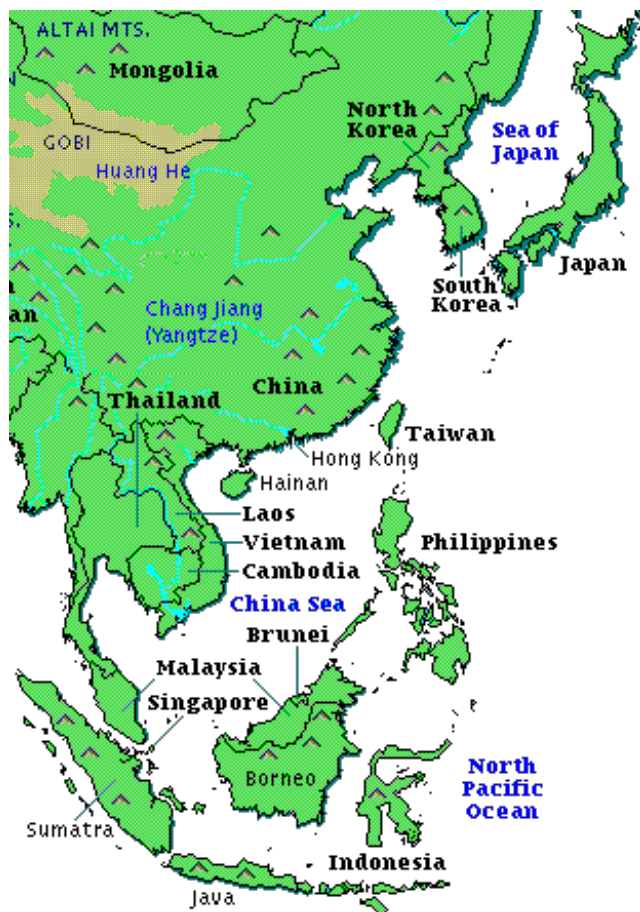 ALTAI MTS.
Mongolia
N
GOBI
Huang He
North
Korea
Sea of
Japan
S.
n
an
Chang Jiang
(Yangtze)
South
Korea
Japan
China
Thailand
Taiwan
Hong Kong
Hainan
Laos
Vietnam
Cambodia
Philippines
China Sea
Brunei
Malaysia
Singapore
Borneo
North
Pacific
Ocean
Sumatra
Indonesia
Java